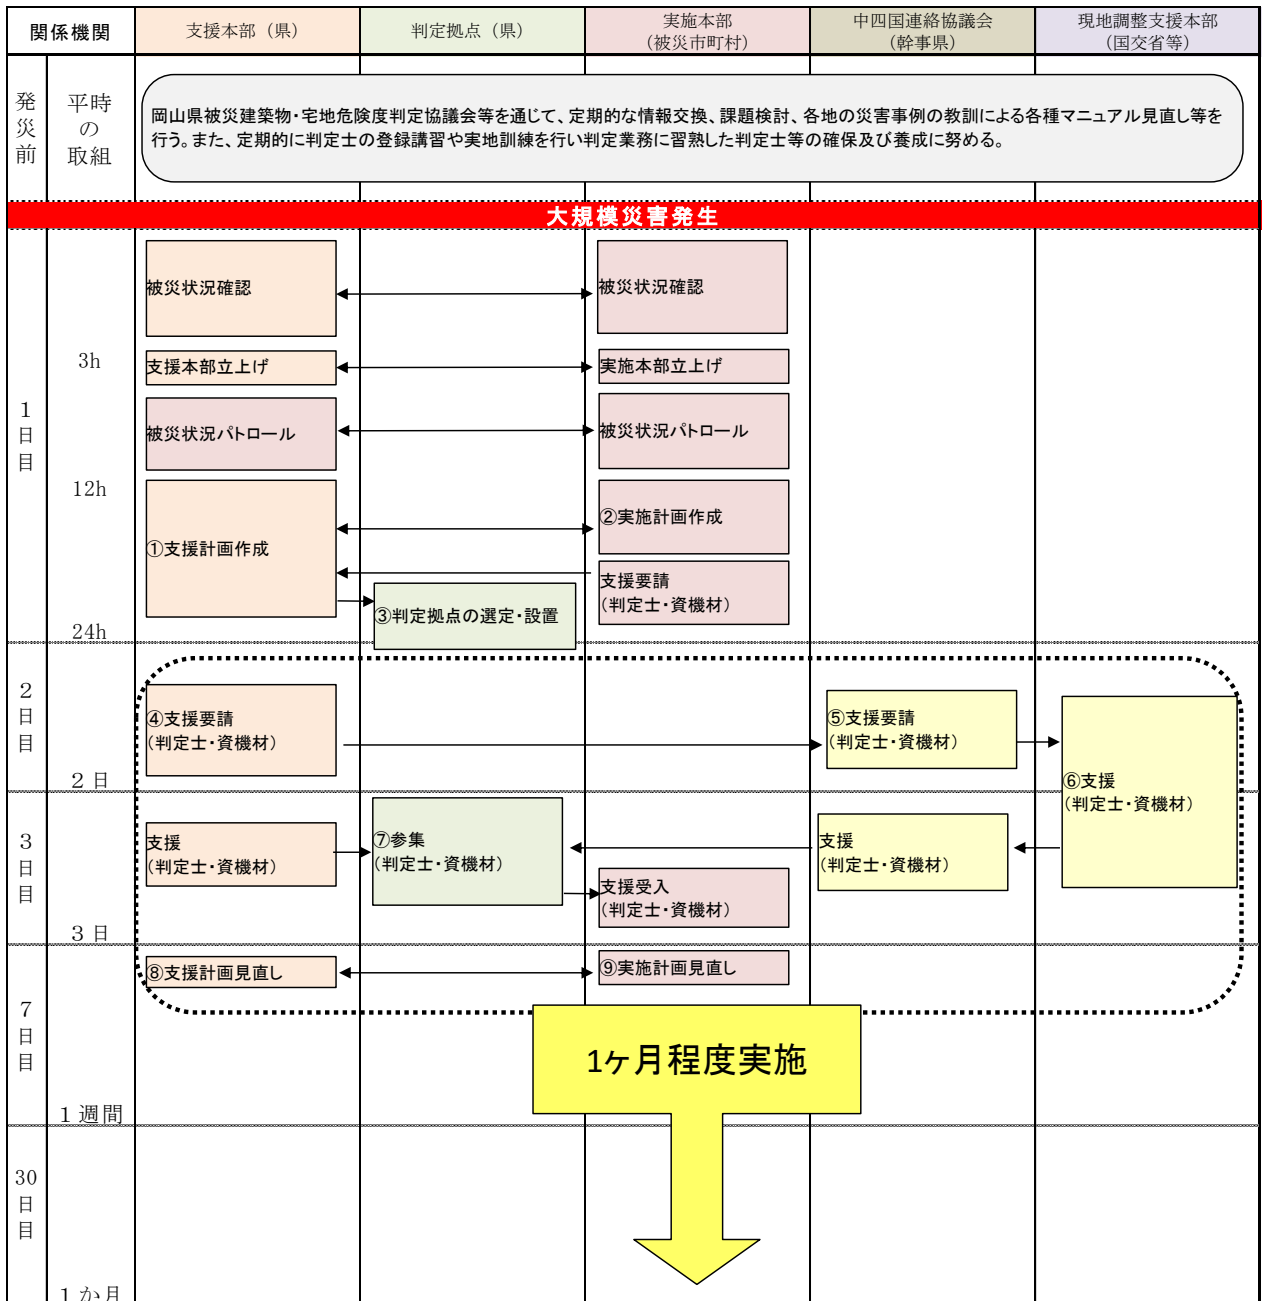 関係機関
支援本部（県）
判定拠点（県）
実施本部
（被災市町村）
中四国連絡協議会
（幹事県）
現地調整支援本部
（国交省等）
発災前
平時の取組
岡山県被災建築物・宅地危険度判定協議会等を通じて、定期的な情報交換、課題検討、各地の災害事例の教訓による各種マニュアル見直し等を
行う。また、定期的に判定士の登録講習や実地訓練を行い判定業務に習熟した判定士等の確保及び養成に努める。
大規模災害発生
1日目
被災状況確認
被災状況確認
3h
支援本部立上げ
実施本部立上げ
被災状況パトロール
被災状況パトロール
12h
①支援計画作成
②実施計画作成
支援要請
（判定士・資機材）
③判定拠点の選定・設置
24h
2日目
④支援要請
（判定士・資機材）
⑤支援要請
（判定士・資機材）
⑥支援
（判定士・資機材）
2日
3日目
支援
（判定士・資機材）
⑦参集
（判定士・資機材）
支援
（判定士・資機材）
支援受入
（判定士・資機材）
3日
⑧支援計画見直し
⑨実施計画見直し
7日目
1ヶ月程度実施
1週間
30日目
1か月